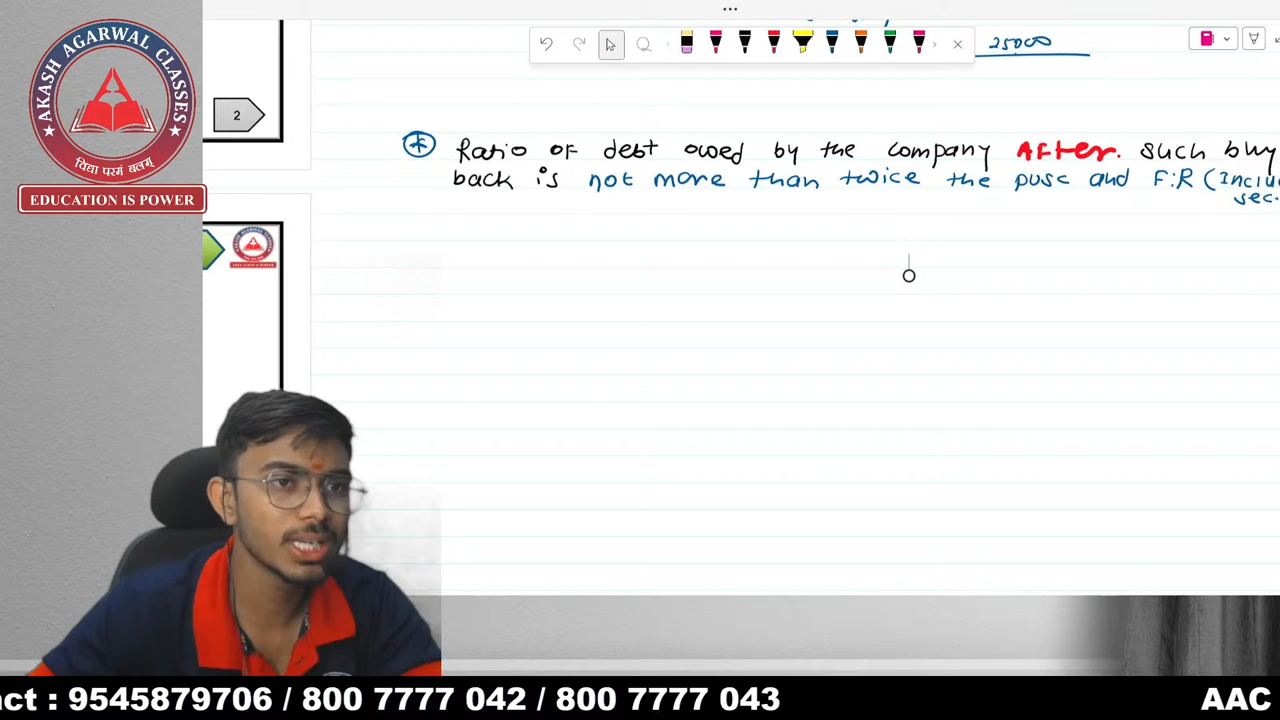 AKASH AGARWAL CLASSES
विद्या परमं बलम्
EDUCATION IS POWER
2
25000
Ratio of debt owed by the company After. such buy
back is not more than twice the pusc and F:R (Inclu
sec.
act : 9545879706 / 800 7777 042 / 800 7777 043
AAC